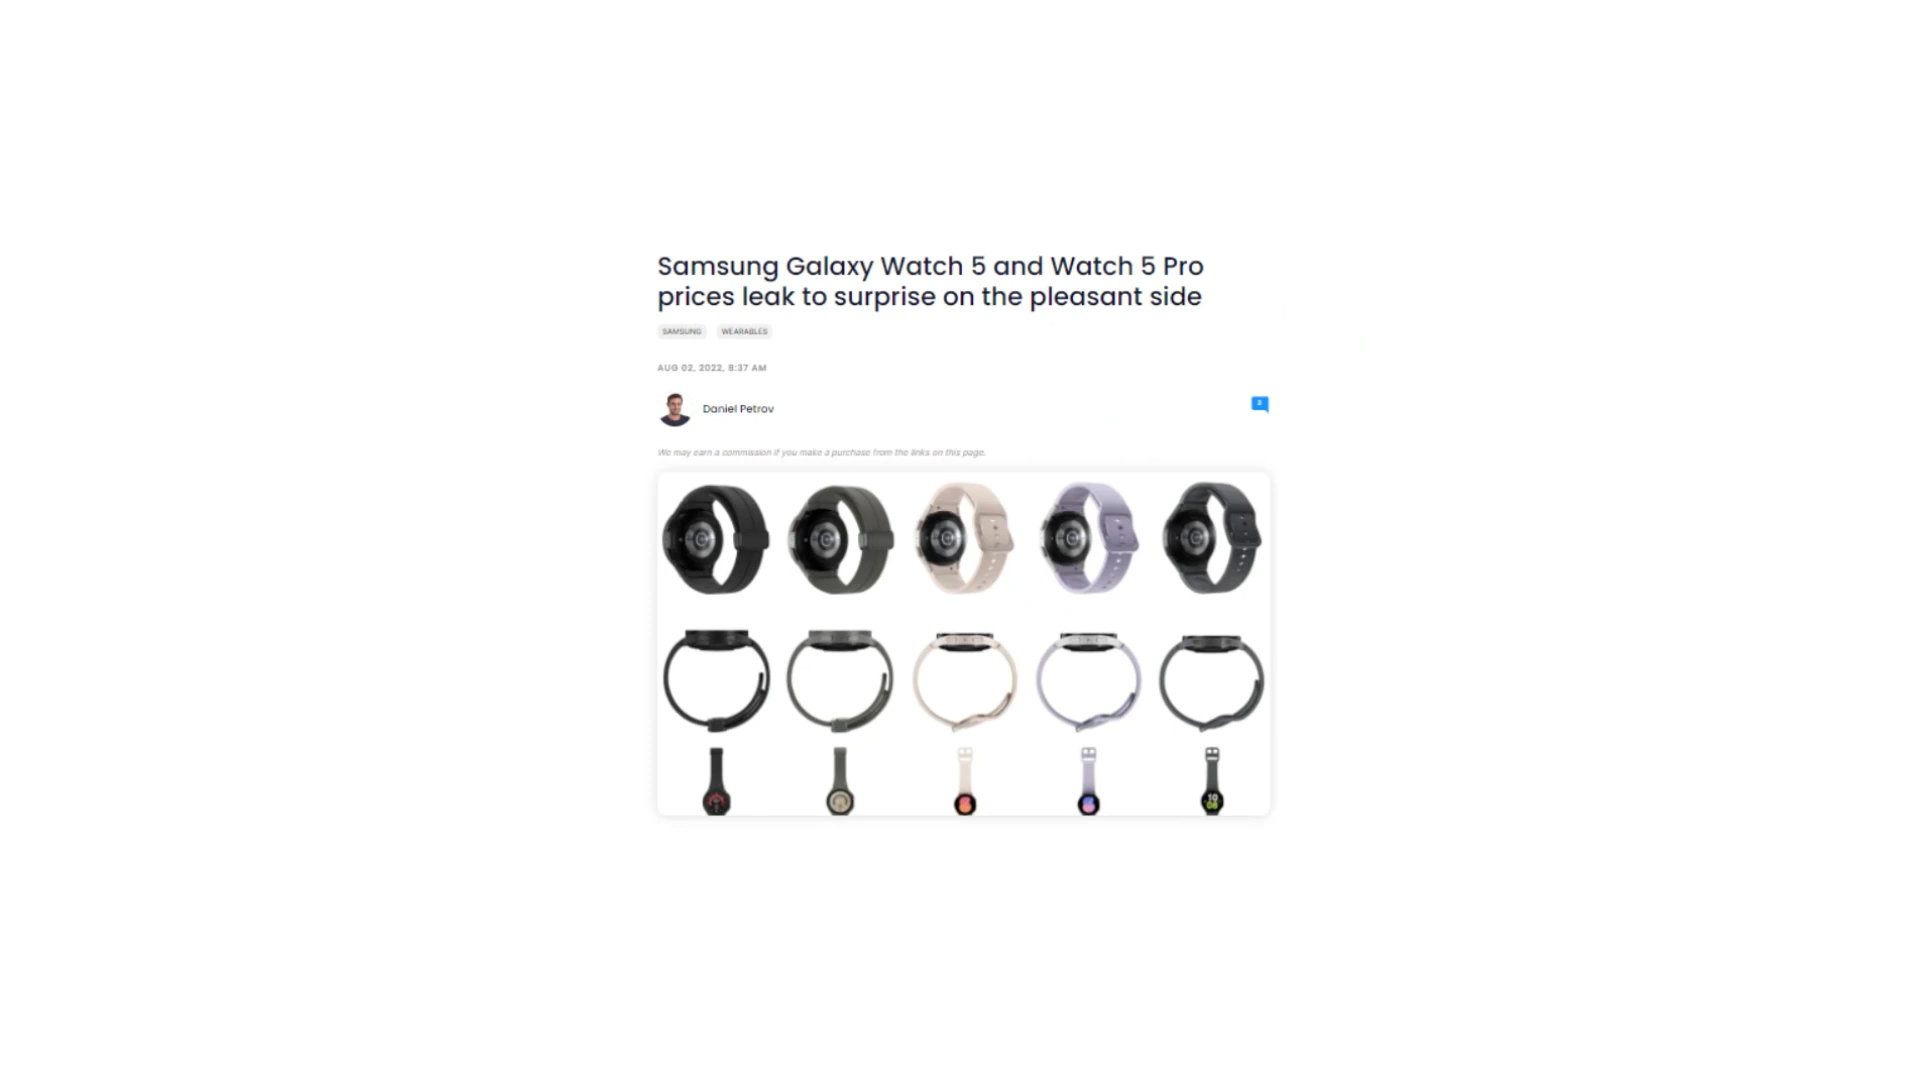 Samsung Galaxy Watch 5 and Watch 5 Pro
prices leak to surprise on the pleasant side
SAMSUNG WEARABLES
AUG 02, 2022, 8:37 AM
Daniel Petrov
We may earn a commission if you make a purchase from the links on this page.
10
08